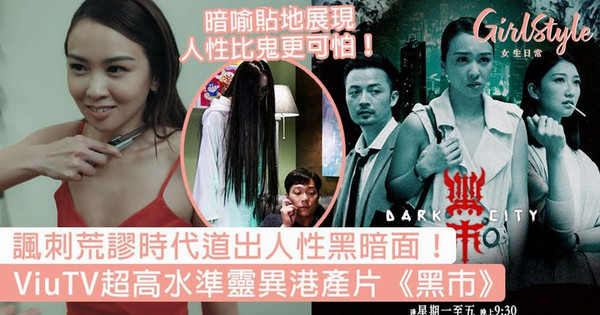 暗喻貼地展現
人性比鬼更可怕！
GirlStyle
女生日常
黑市
DARK CITY
諷刺荒謬時代道出人性黑暗面！
ViuTV超高水準靈異港產片《黑市》
逢星期一至五 晚上9:30